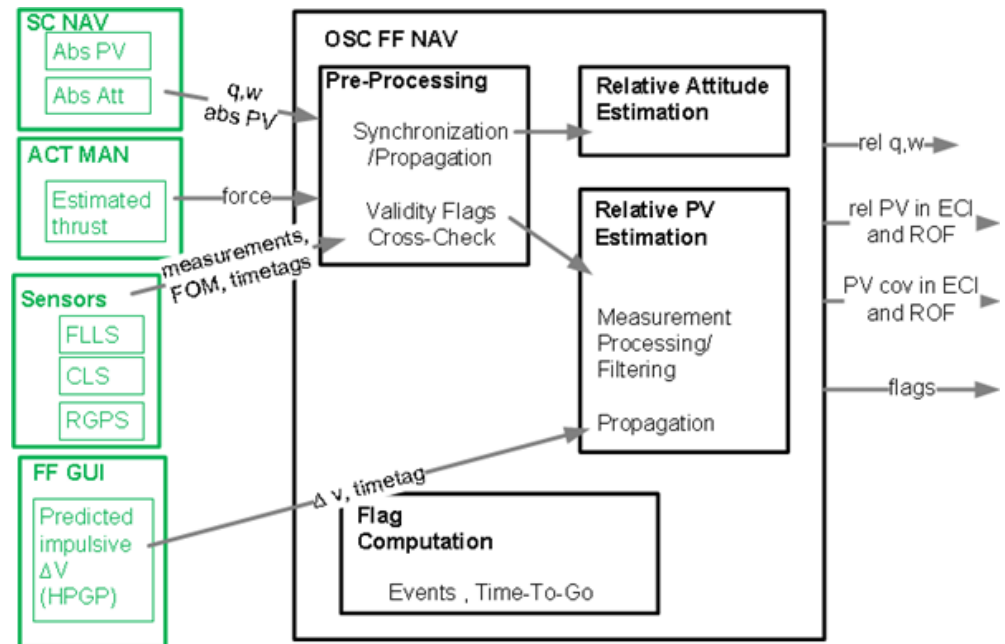 SC NAV
Abs PV
Abs Att
ACT MAN
Estimated
thrust
Sensors
FLLS
CLS
RGPS
FF GUI
Predicted
impulsive
ΔV
(HPGP)
q,w
abs PV
force
measurements,
FOM, timetags
Δ v, timetag
OSC FF NAV
Pre-Processing
Synchronization
/Propagation
Validity Flags
Cross-Check
Relative Attitude
Estimation
Relative PV
Estimation
Measurement
Processing/
Filtering
Propagation
Flag
Computation
Events , Time-To-Go
rel q,w
rel PV in ECI
and ROF
PV cov in ECI
and ROF
flags